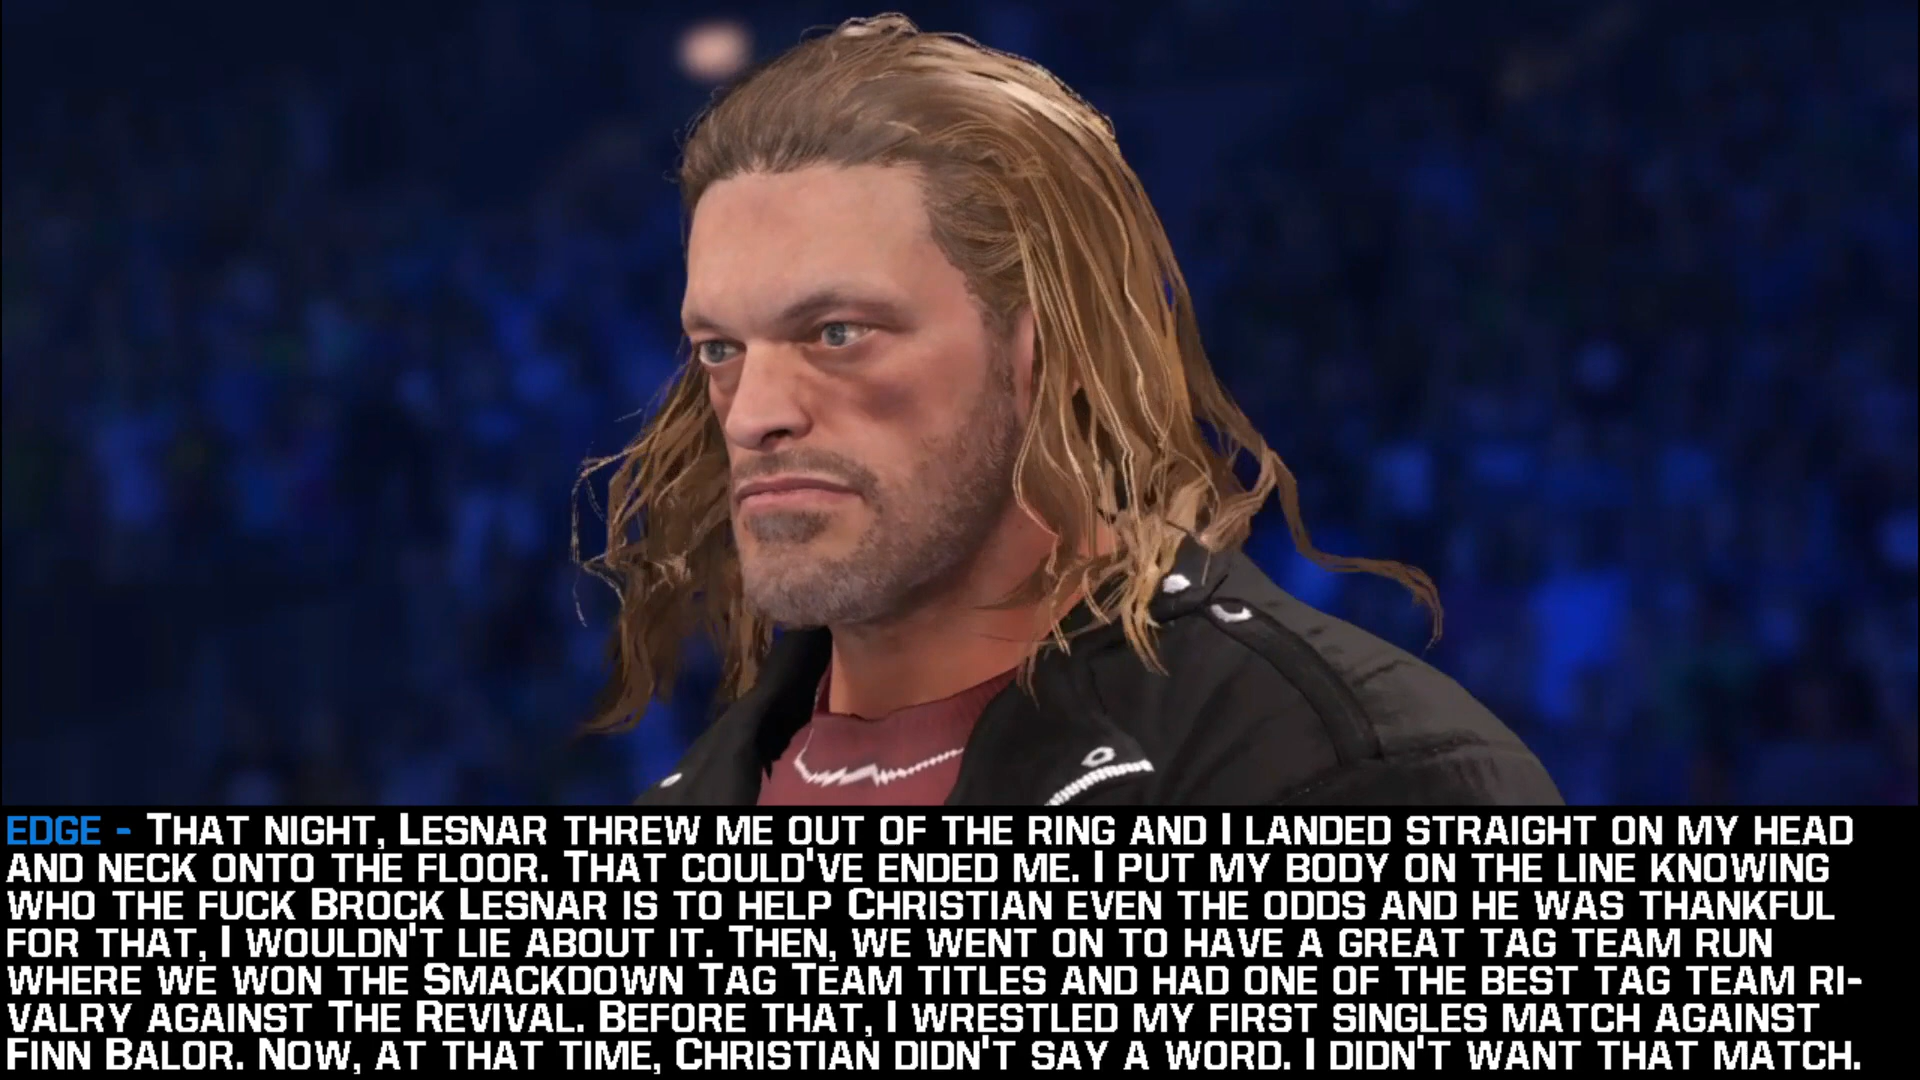 EDGE - THAT NIGHT, LESNAR THREW ME OUT OF THE RING AND I LANDED STRAIGHT ON MY HEAD
AND NECK ONTO THE FLOOR. THAT COULD'VE ENDED ME. I PUT MY BODY ON THE LINE KNOWING
WHO THE FUCK BROCK LESNAR IS TO HELP CHRISTIAN EVEN THE ODDS AND HE WAS THANKFUL
FOR THAT, I WOULDN'T LIE ABOUT IT. THEN, WE WENT ON TO HAVE A GREAT TAG TEAM RUN
WHERE WE WON THE SMACKDOWN TAG TEAM TITLES AND HAD ONE OF THE BEST TAG TEAM RI-
VALRY AGAINST THE REVIVAL. BEFORE THAT, I WRESTLED MY FIRST SINGLES MATCH AGAINST
FINN BALOR. NOW, AT THAT TIME, CHRISTIAN DIDN'T SAY A WORD. I DIDN'T WANT THAT MATCH.